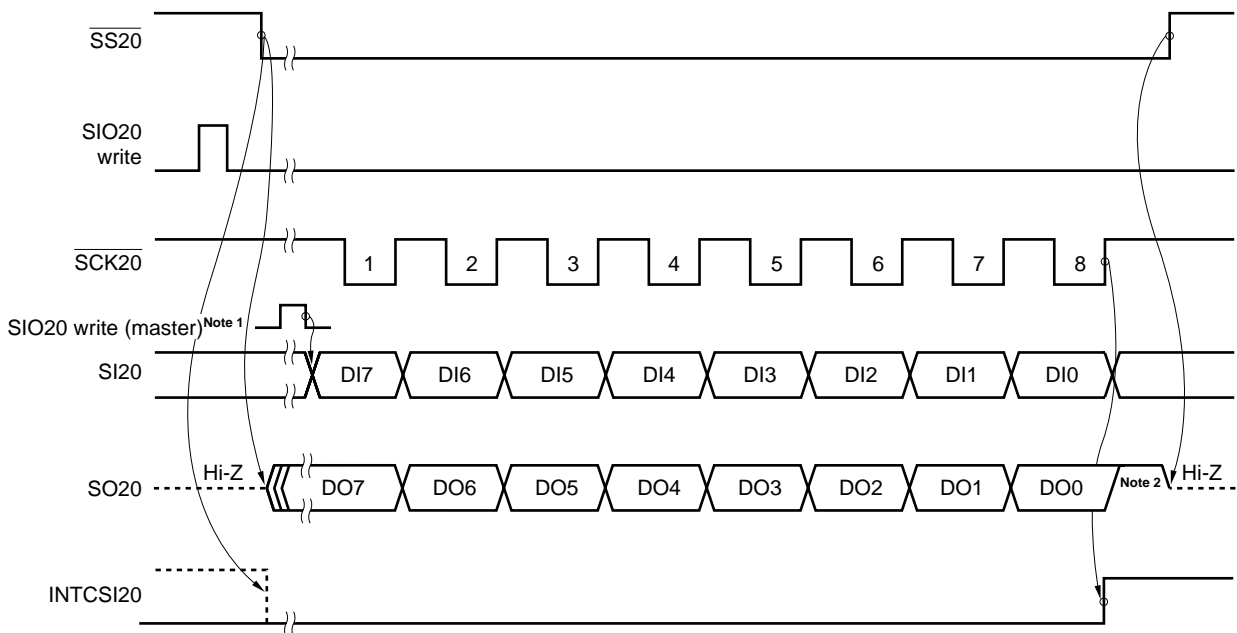 SS20
SIO20
write
SCK20
1 2 3 4 5 6 7 8
SIO20 write (master)Note 1
SI20
DI7 DI6 DI5 DI4 DI3 DI2 DI1 DI0
Hi-Z
SO20
DO7 DO6 DO5 DO4 DO3 DO2 DO1 DO0
Note 2
Hi-Z
INTCSI20